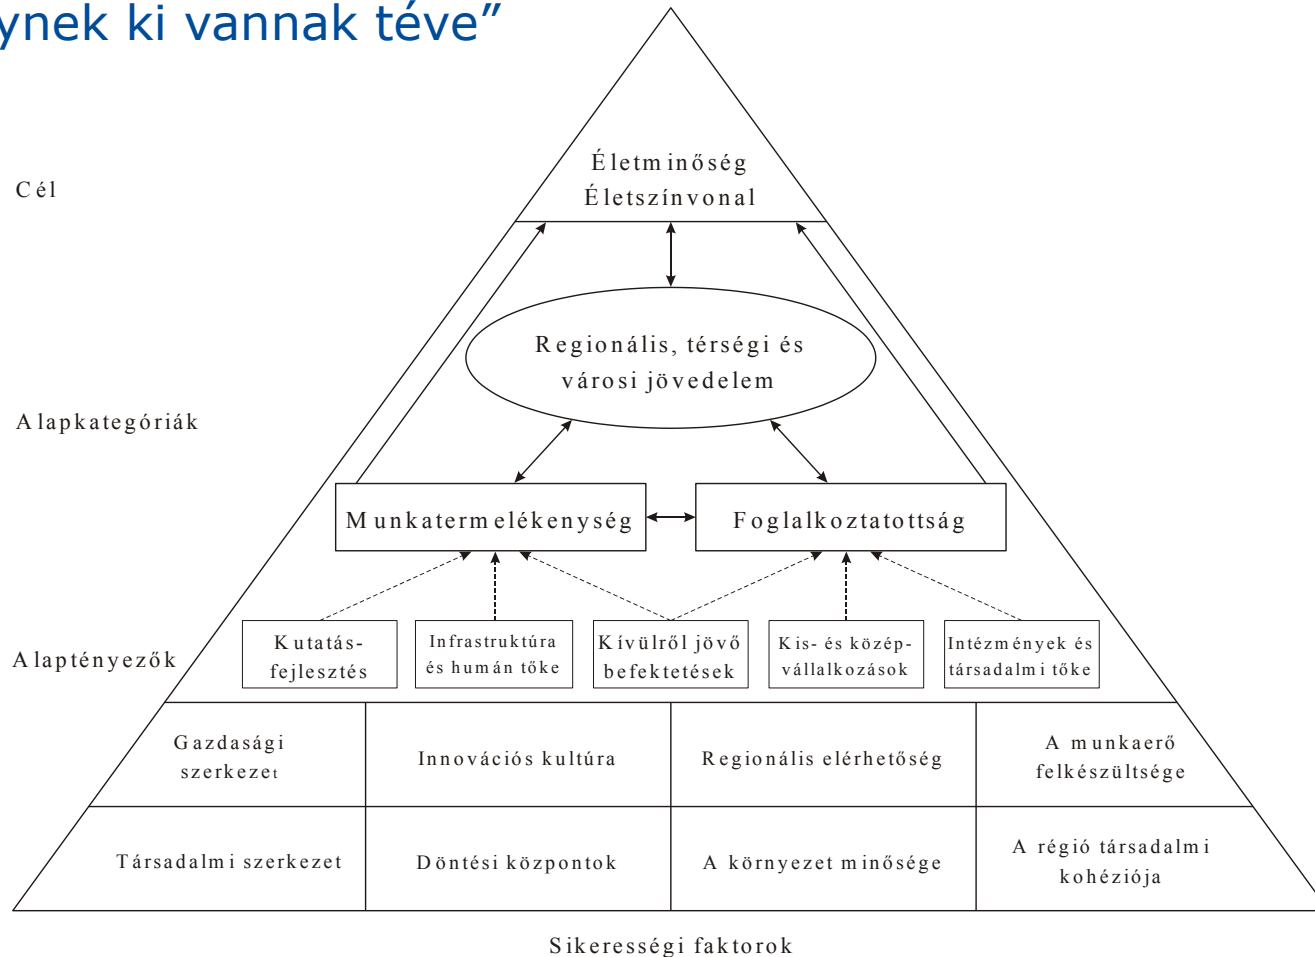 ynek ki vannak téve”
Életminőség
Életszínvonal
Cél
Regionális, térségi és
városi jövedelem
Alapkategóriák
Munkatermelékenység
Foglalkoztatottság
Kutatás-
fejlesztés
Infrastruktúra
és humán tőke
Kívülről jövő
befektetések
Kis- és közép-
vállalkozások
Intézmények és
társadalmi tőke
Alaptényezők
Gazdasági
szerkezet
Innovációs kultúra
Regionális elérhetőség
A munkaerő
felkészültsége
Társadalmi szerkezet
Döntési központok
A környezet minősége
A régió társadalmi
kohéziója
Sikerességi faktorok